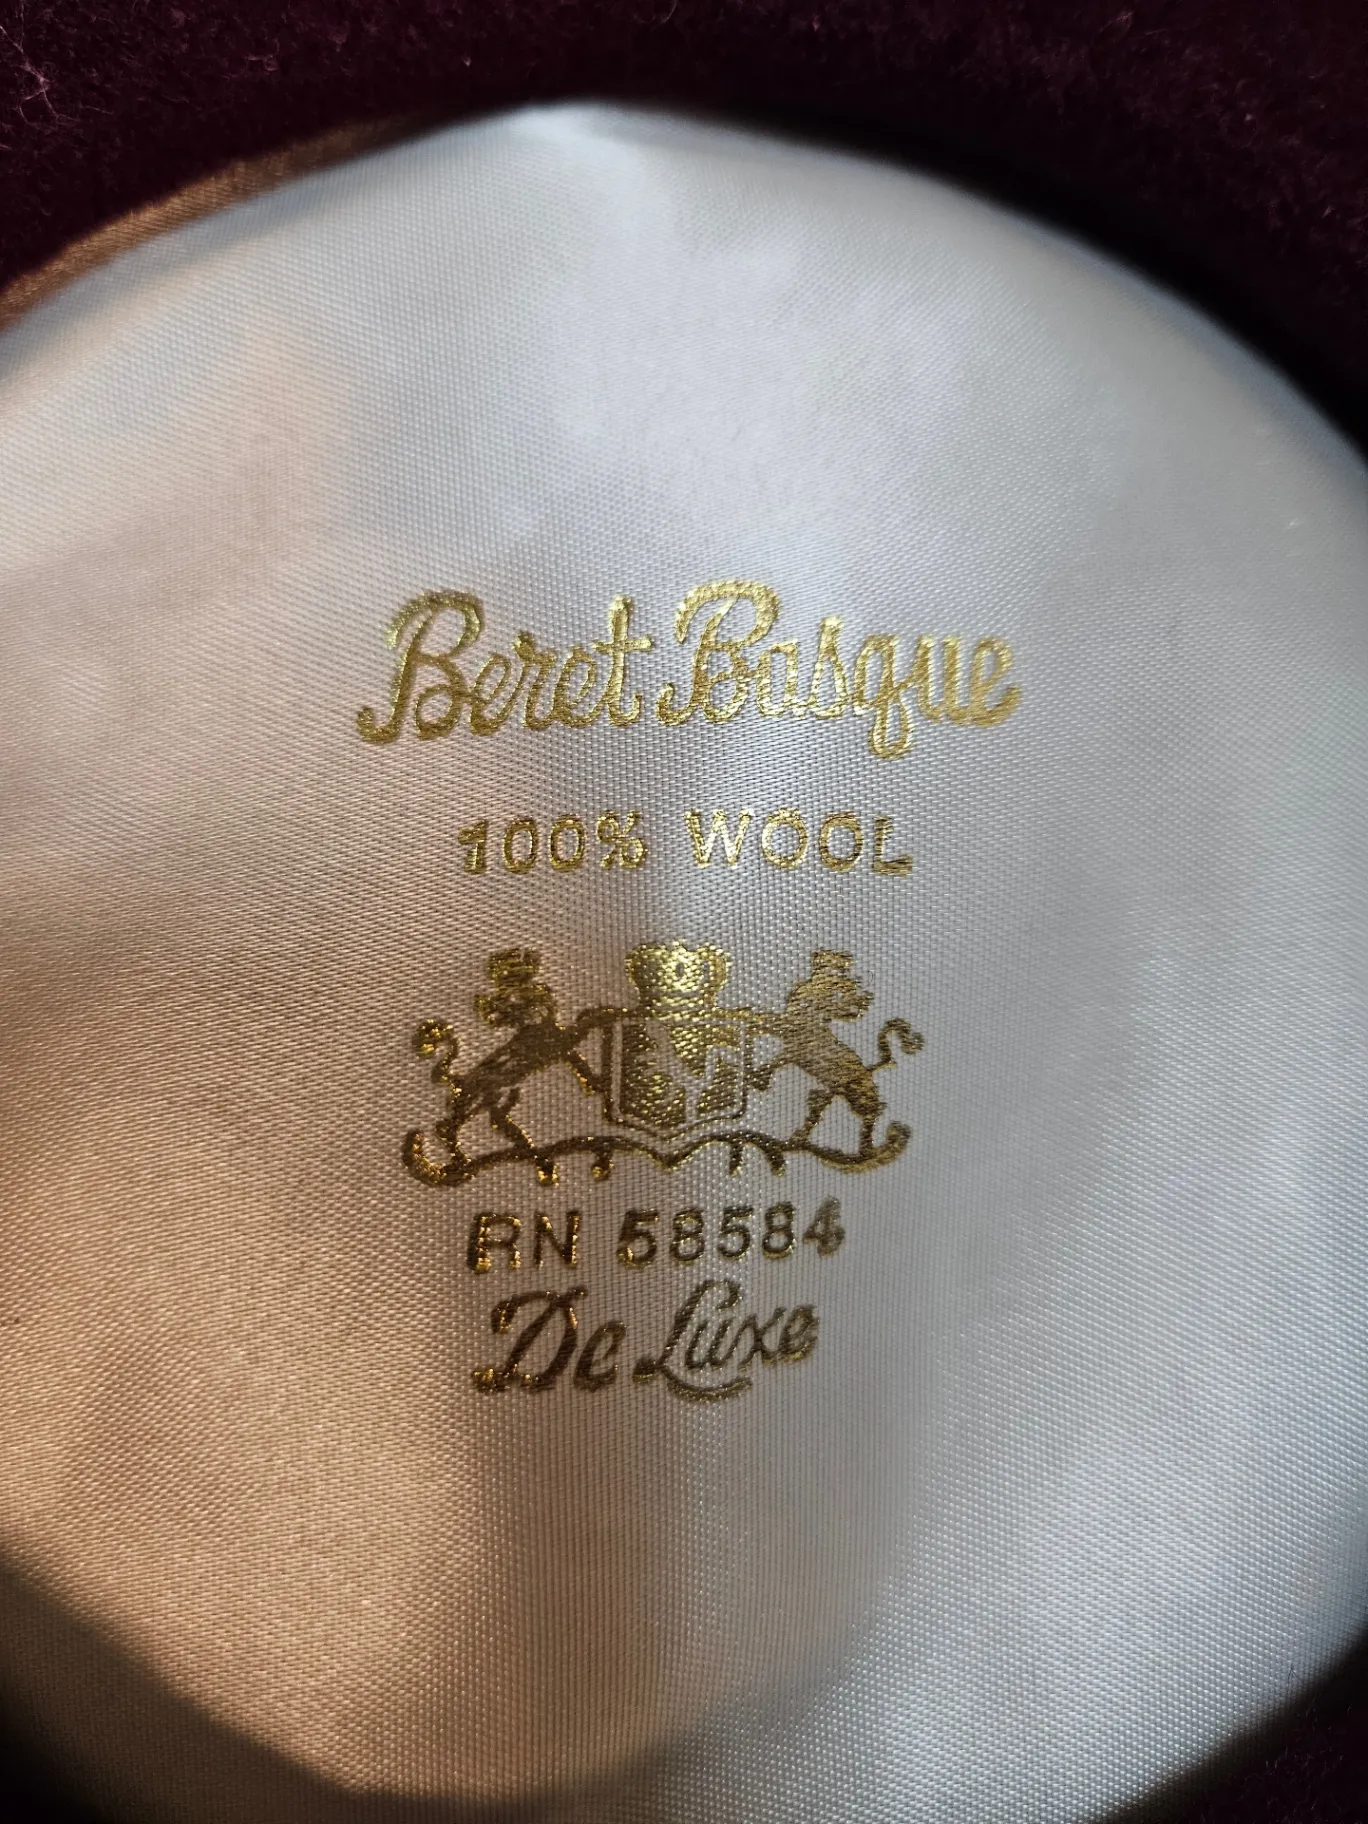 Beret Basque
100% WOOL
RN 58584
De Luxe